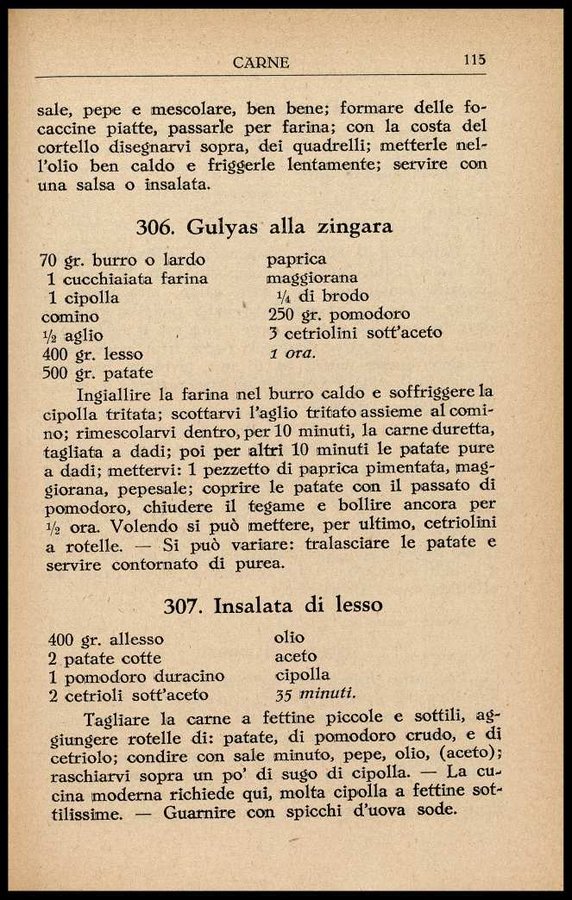 CARNE 115
sale, pepe e mescolare, ben bene; formare delle fo-
caccine piatte, passarle per farina; con la costa del
cortello disegnarvi sopra, dei quadrelli; metterle nel-
l'olio ben caldo e friggerle lentamente; servire con
una salsa o insalata.
306. Gulyas alla zingara
70 gr. burro o lardo
1 cucchiaiata farina
1 cipolla
comino
½ aglio
400 gr. lesso
500 gr. patate
paprica
maggiorana
¼ di brodo
250 gr. pomodoro
3 cetriolini sott'aceto
1 ora.
Ingiallire la farina nel burro caldo e soffriggere la
cipolla tritata; scottarvi l'aglio tritato assieme al comi-
no; rimescolarvi dentro, per 10 minuti, la carne duretta,
tagliata a dadi; poi per altri 10 minuti le patate pure
a dadi; mettervi: 1 pezzetto di paprica pimentata, mag-
giorana, pepesale; coprire le patate con il passato di
pomodoro, chiudere il tegame e bollire ancora per
½ ora. Volendo si può mettere, per ultimo, cetriolini
a rotelle. — Si può variare: tralasciare le patate e
servire contornato di purea.
307. Insalata di lesso
400 gr. allesso
2 patate cotte
1 pomodoro duracino
2 cetrioli sott'aceto
olio
aceto
cipolla
35 minuti.
Tagliare la carne a fettine piccole e sottili, ag-
giungere rotelle di: patate, di pomodoro crudo, e di
cetriolo; condire con sale minuto, pepe, olio, (aceto);
raschiarvi sopra un po' di sugo di cipolla. — La cu-
cina moderna richiede qui, molta cipolla a fettine sot-
tilissime. — Guarnire con spicchi d'uova sode.